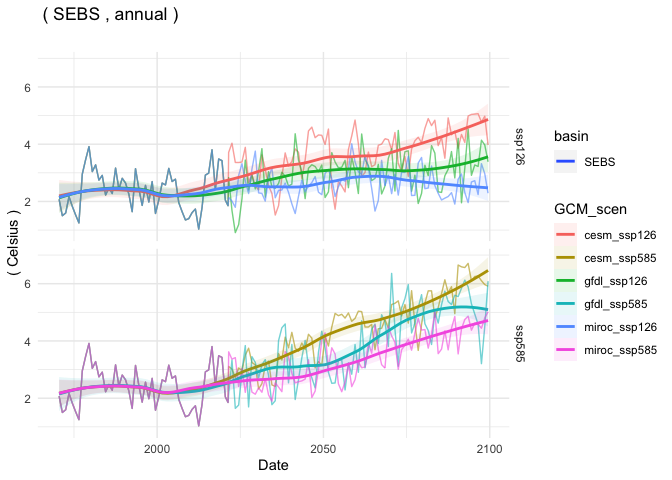 ( SEBS , annual )
6
4
2
ssp126
6
4
2
ssp585
( Celsius )
2000
2050
2100
Date
basin
SEBS
GCM_scen
cesm_ssp126
cesm_ssp585
gfdl_ssp126
gfdl_ssp585
miroc_ssp126
miroc_ssp585